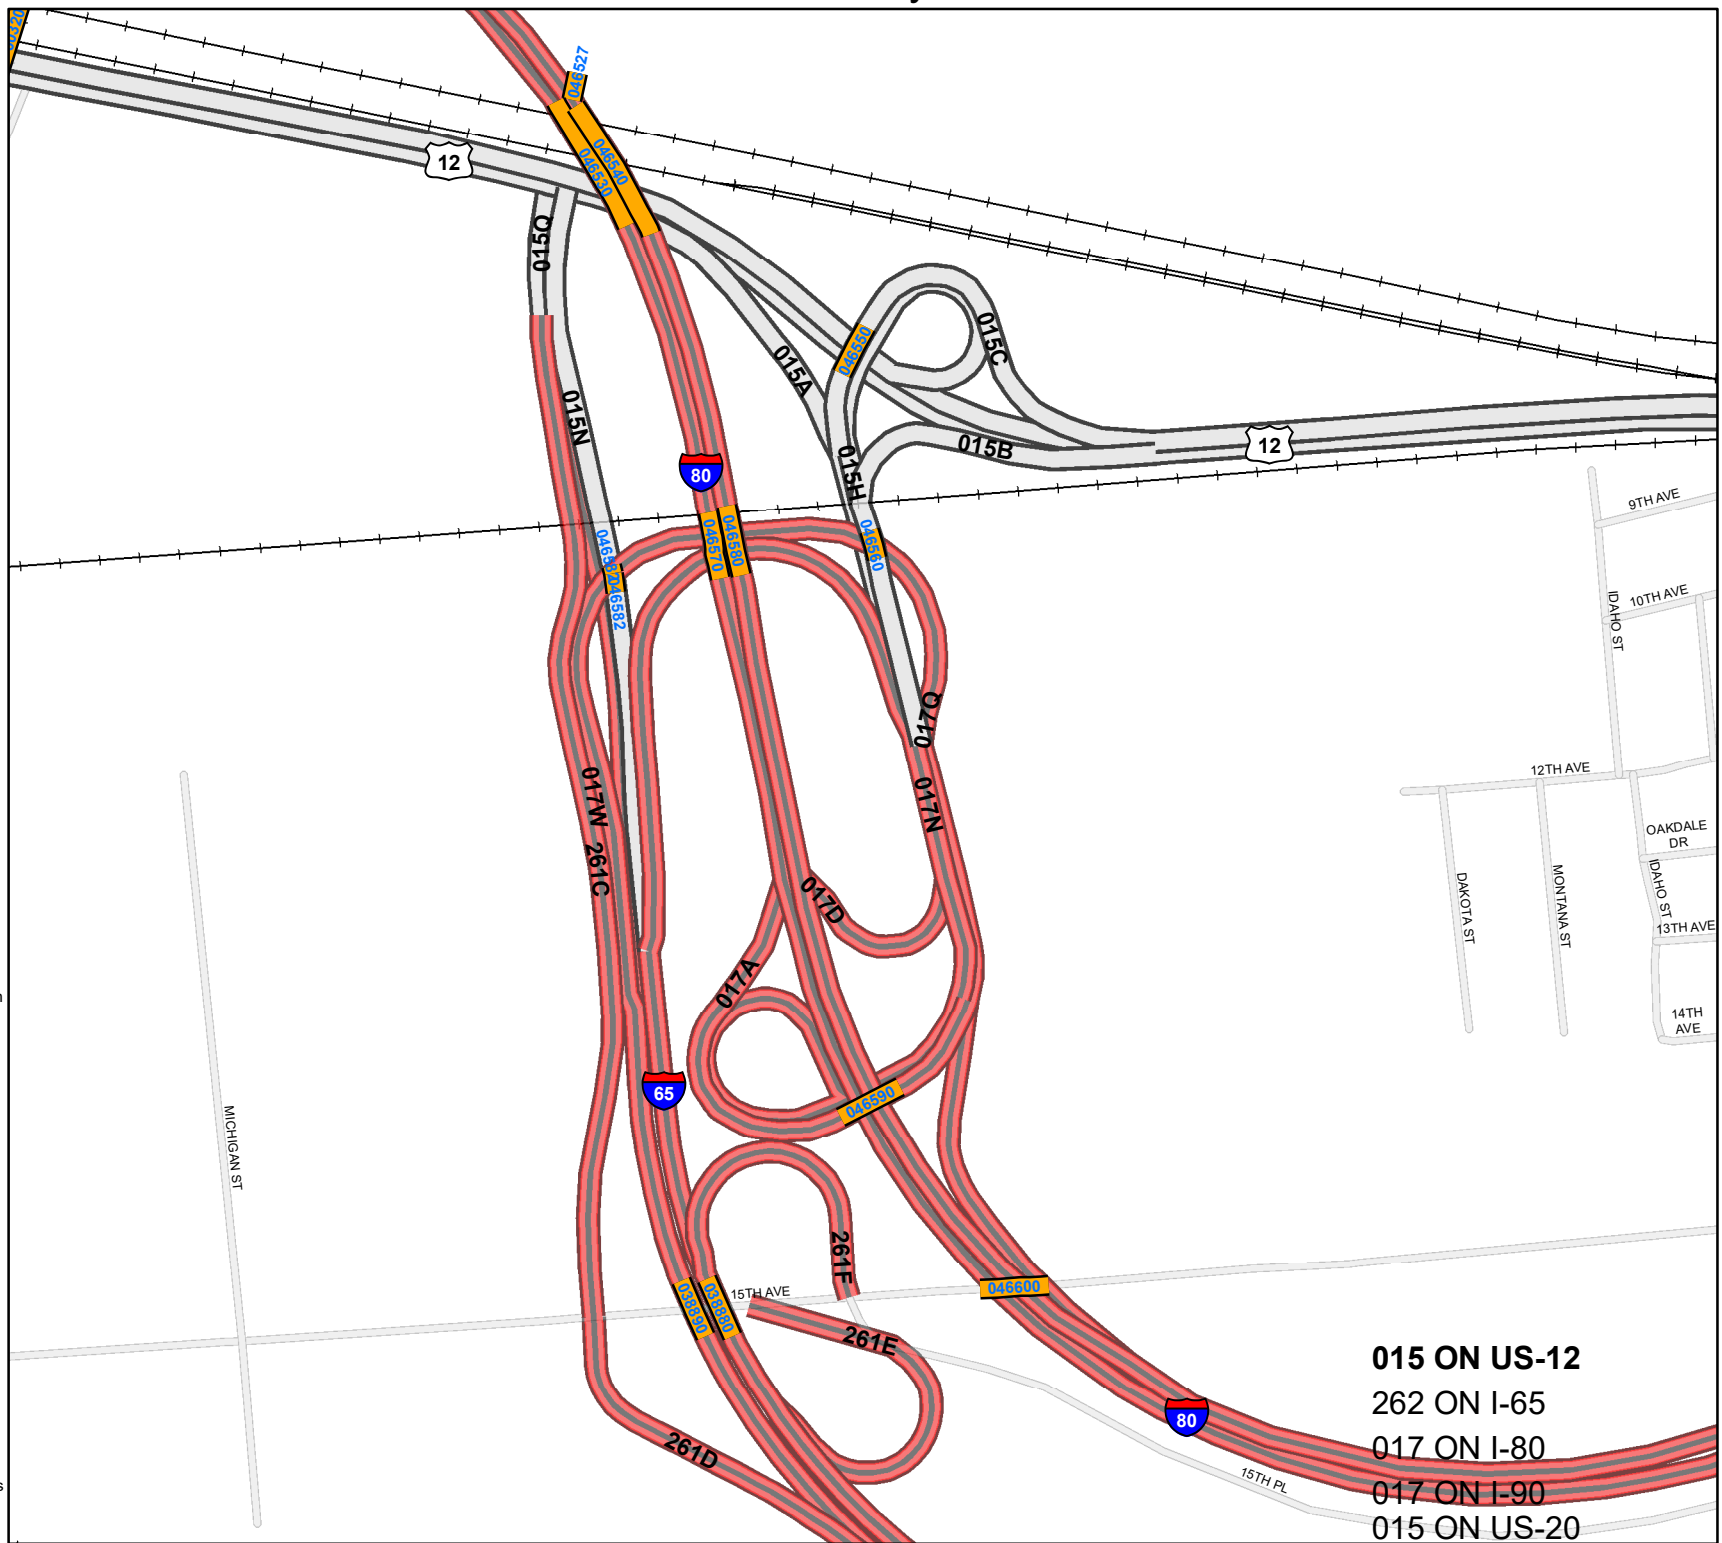 046527
046540
046530
12
015Q
015C
046550
015A
015N
015B
12
015H
80
9TH AVE
046570
046580
046560
046582
IDAHO ST
10TH AVE
017Q
12TH AVE
017W
017N
OAKDALE
DR
261C
017D
DAKOTA ST
MONTANA ST
IDAHO ST
13TH AVE
017A
14TH
AVE
65
046590
MICHIGAN ST
261F
15TH AVE
038890
038880
046600
261E
015 ON US-12
262 ON I-65
80
261D
017 ON I-80
15TH PL
017 ON I-90
015 ON US-20